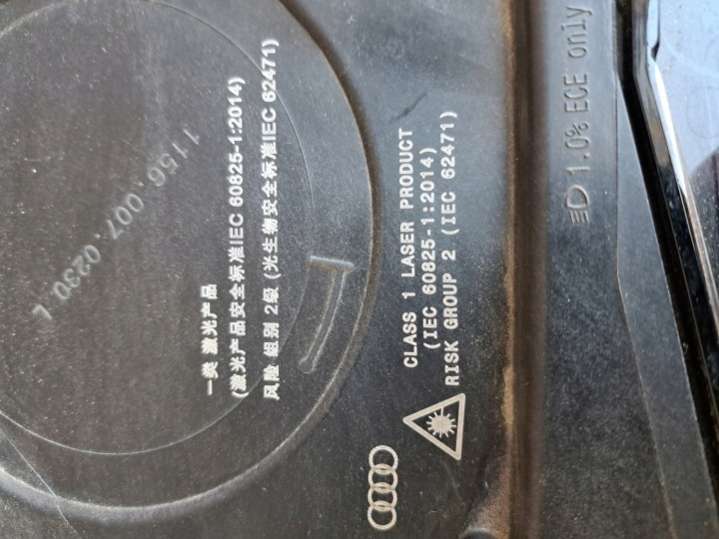 1156.007.0230 L
一类 激光产品
(激光产品安全标准IEC 60825-1:2014)
风险 组别 2级 (光生物安全标准IEC 62471)
CLASS 1 LASER PRODUCT
(IEC 60825-1:2014)
RISK GROUP 2 (IEC 62471)
1.0% ECE only